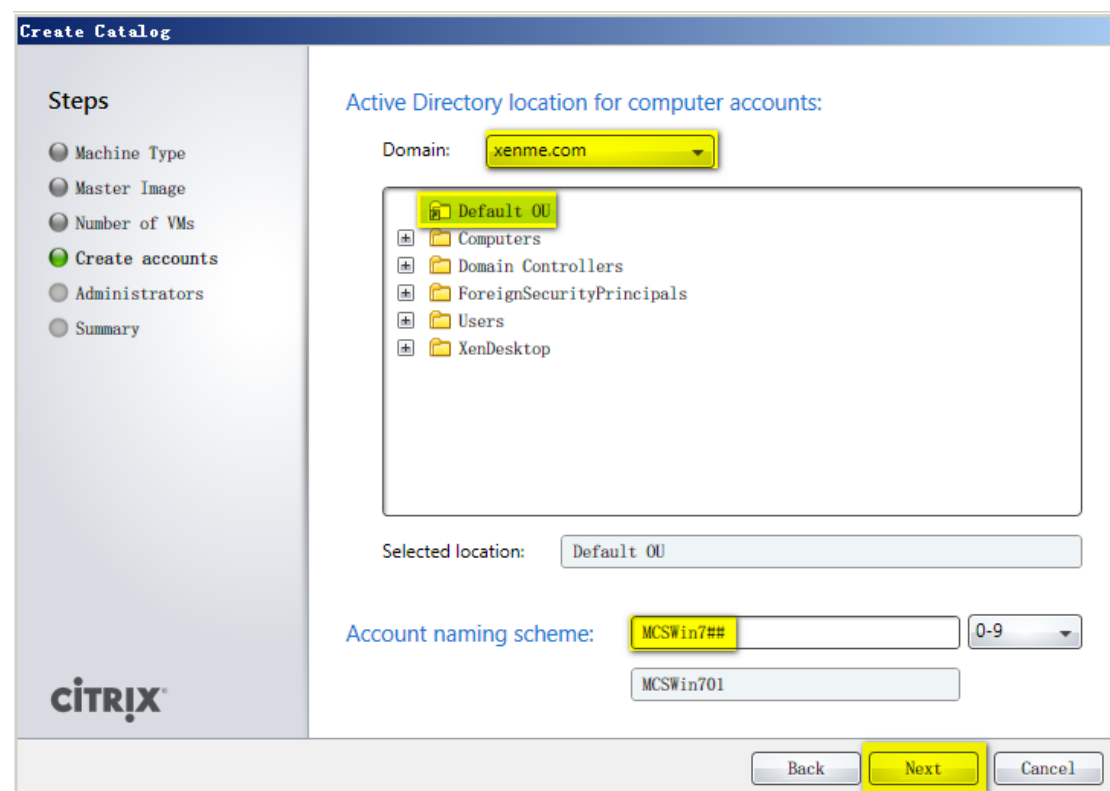 Create Catalog
Steps
Machine Type
Master Image
Number of VMs
Create accounts
Administrators
Summary
CITRIX
Active Directory location for computer accounts:
Domain: xenme.com
Default OU
Computers
Domain Controllers
ForeignSecurityPrincipals
Users
XenDesktop
Selected location: Default OU
Account naming scheme: MCSWin7## 0-9
MCSWin701
Back Next Cancel